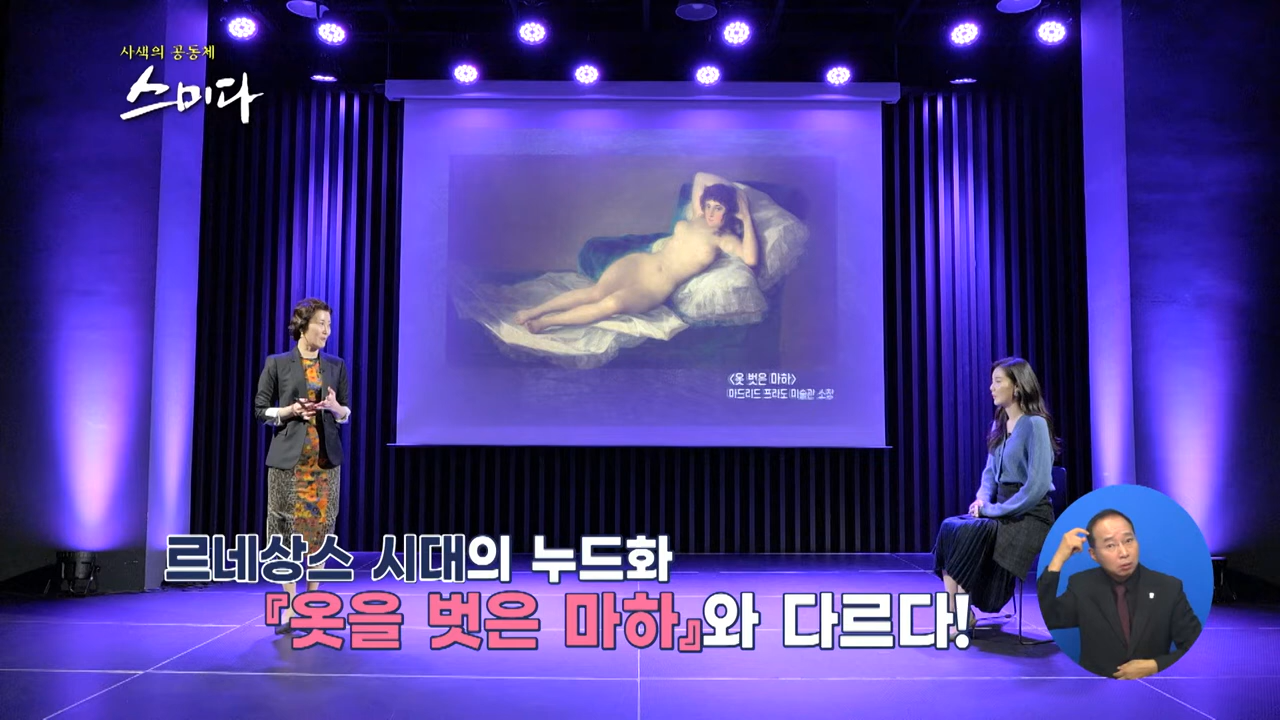 사색의 공동체
스미다
<옷 벗은 마하>
마드리드 프라도 미술관 소장
르네상스 시대의 누드화
『옷을 벗은 마하』와 다르다!